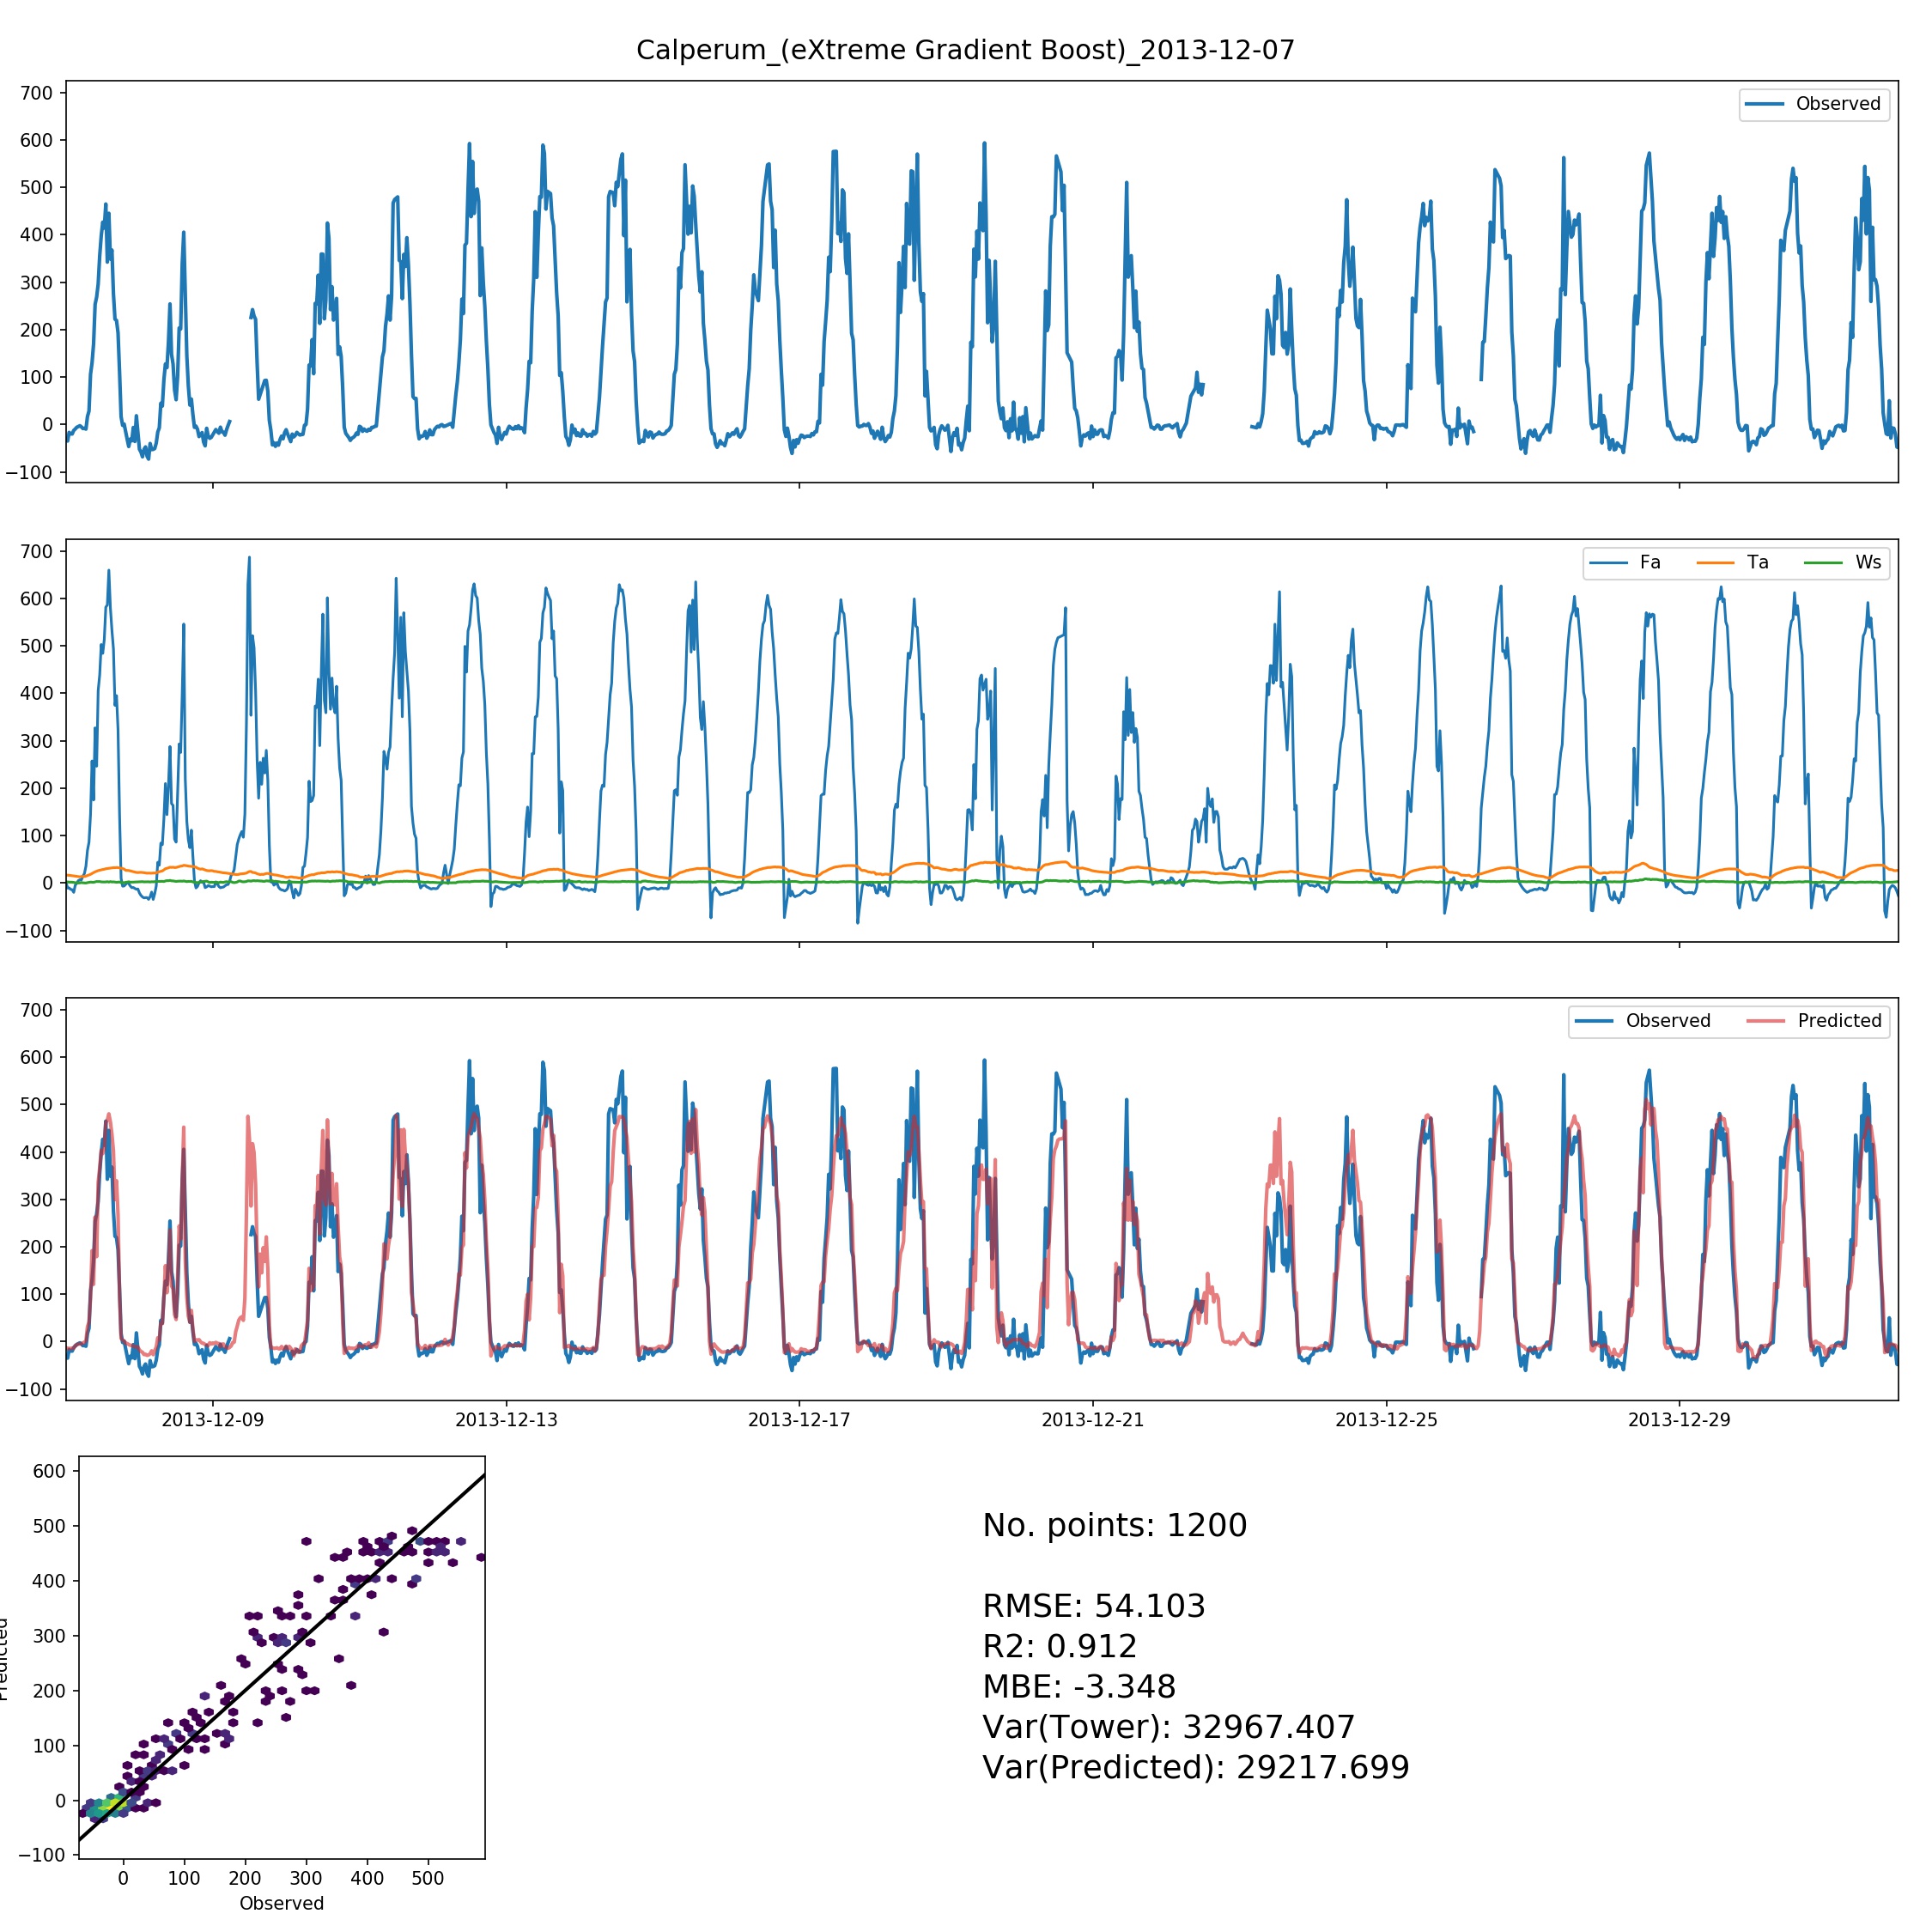 Calperum_(eXtreme Gradient Boost)_2013-12-07
700
600
500
400
300
200
100
0
−100
Observed
700
600
500
400
300
200
100
0
−100
Fa Ta Ws
700
600
500
400
300
200
100
0
−100
Observed Predicted
2013-12-09 2013-12-13 2013-12-17 2013-12-21 2013-12-25 2013-12-29
600
500
400
300
200
100
0
−100
Predicted
0 100 200 300 400 500
Observed
No. points: 1200
RMSE: 54.103
R2: 0.912
MBE: -3.348
Var(Tower): 32967.407
Var(Predicted): 29217.699